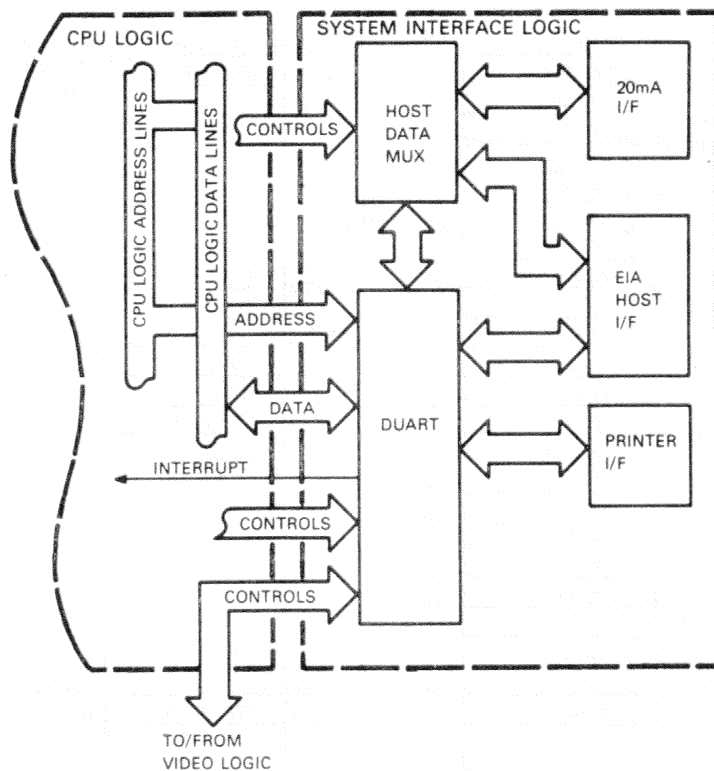 CPU LOGIC
SYSTEM INTERFACE LOGIC
CPU LOGIC ADDRESS LINES
CPU LOGIC DATA LINES
CONTROLS
HOST
DATA
MUX
20mA
I/F
EIA
HOST
I/F
ADDRESS
DATA
DUART
PRINTER
I/F
INTERRUPT
CONTROLS
CONTROLS
TO/FROM
VIDEO LOGIC